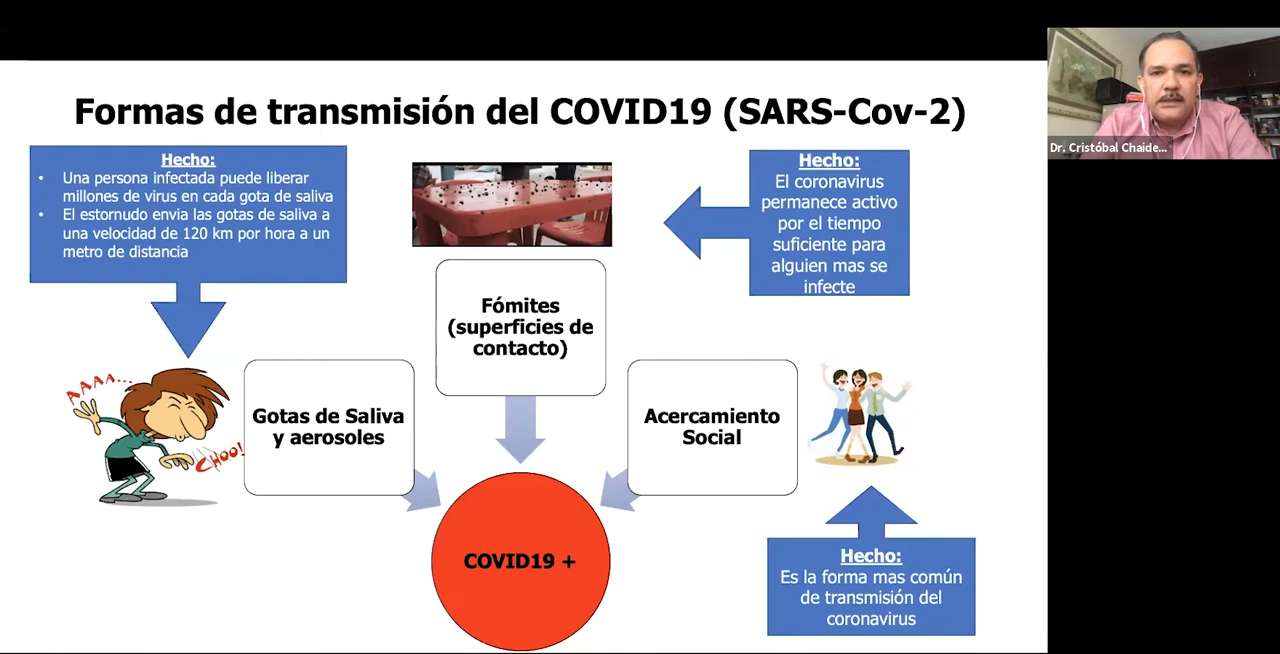 Formas de transmisión del COVID19 (SARS-Cov-2)
Hecho:
• Una persona infectada puede liberar
millones de virus en cada gota de saliva
• El estornudo envia las gotas de saliva a
una velocidad de 120 km por hora a un
metro de distancia
Hecho:
El coronavirus
permanece activo
por el tiempo
suficiente para
alguien mas se
infecte
Dr. Cristóbal Chaide...
Fómites
(superficies de
contacto)
AAAA...
CHOO!
Gotas de Saliva
y aerosoles
Acercamiento
Social
COVID19 +
Hecho:
Es la forma mas común
de transmisión del
coronavirus